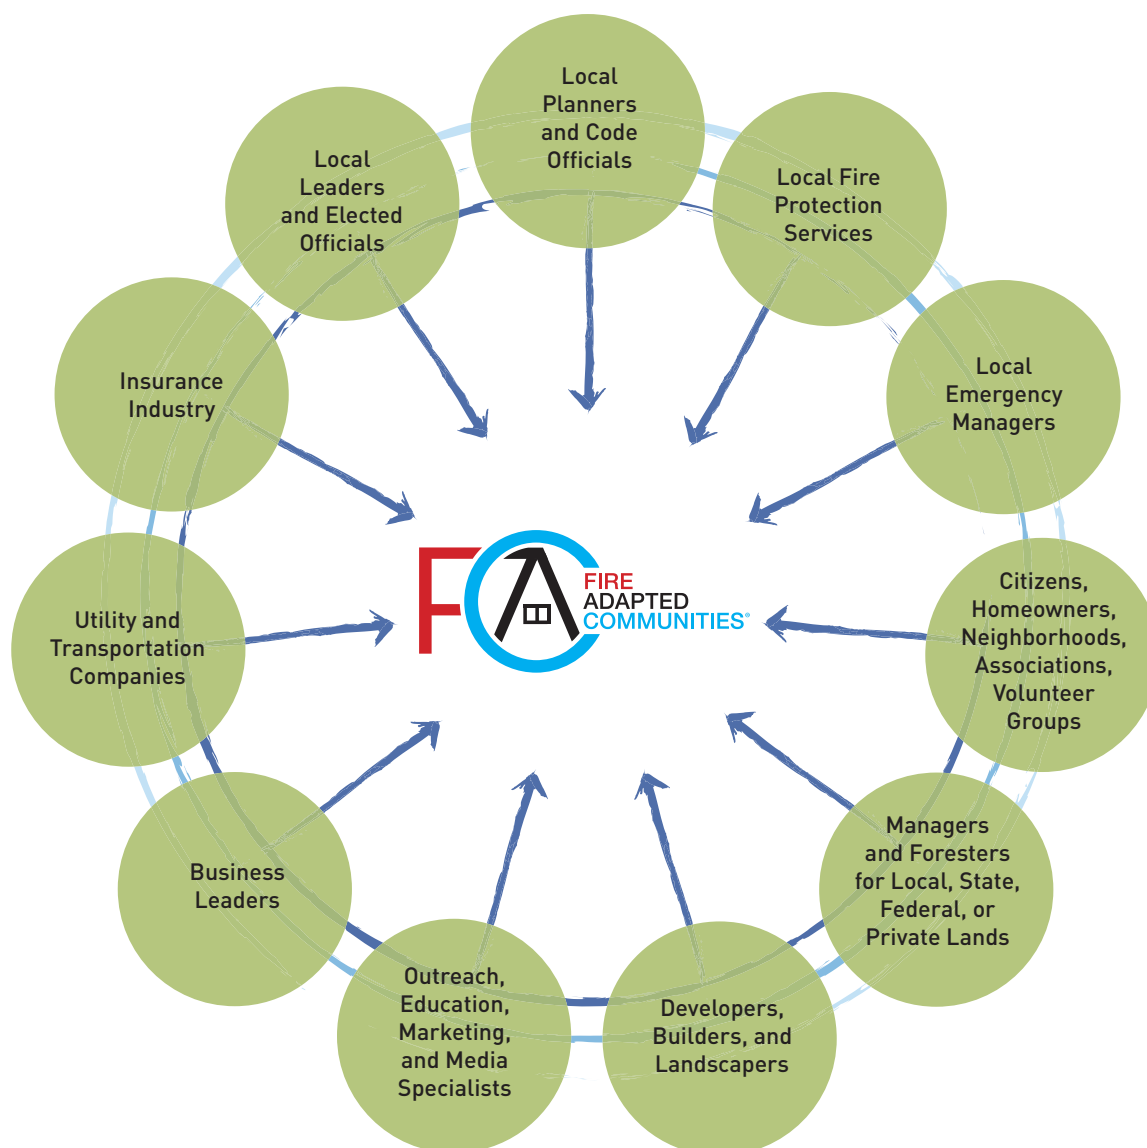 Local
Planners
and Code
Officials
Local Fire
Protection
Services
Local
Emergency
Managers
Citizens,
Homeowners,
Neighborhoods,
Associations,
Volunteer
Groups
Managers
and Foresters
for Local, State,
Federal, or
Private Lands
Developers,
Builders, and
Landscapers
Outreach,
Education,
Marketing,
and Media
Specialists
Business
Leaders
Utility and
Transportation
Companies
Insurance
Industry
Local
Leaders
and Elected
Officials
FAC
FIRE
ADAPTED
COMMUNITIES®